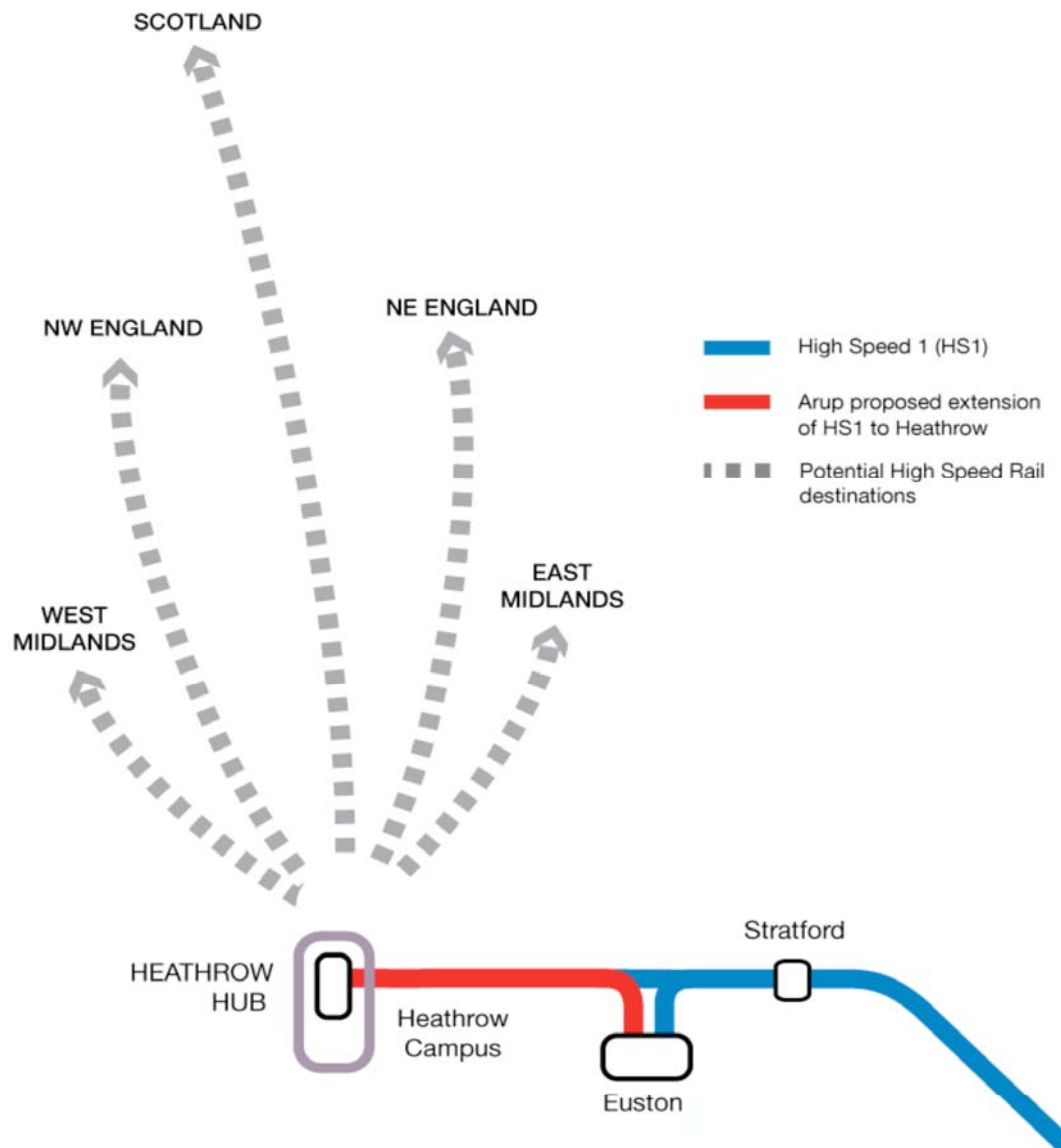 SCOTLAND
NW ENGLAND
NE ENGLAND
High Speed 1 (HS1)
Arup proposed extension
of HS1 to Heathrow
Potential High Speed Rail
destinations
WEST
MIDLANDS
EAST
MIDLANDS
Stratford
HEATHROW
HUB
Heathrow
Campus
Euston